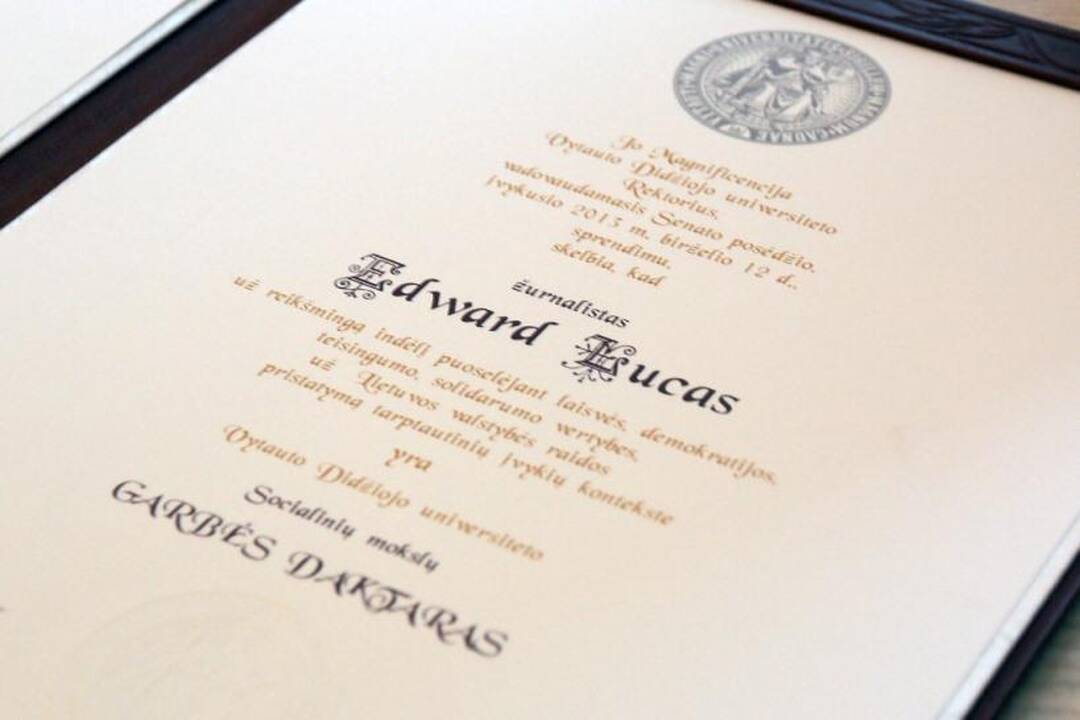 Jo Magnificencija
Vytauto Didžiojo universiteto
Rektorius,
vadovaudamasis Senato posėdžio,
įvykusio 2013 m. birželio 12 d.,
sprendimu,
skelbia, kad
žurnalistas
Edward Lucas
už reikšmingą indėlį puoselėjant laisvės, demokratijos,
teisingumo, solidarumo vertybes,
už Lietuvos valstybės raidos
pristatymą tarptautinių įvykių kontekste
yra
Vytauto Didžiojo universiteto
Socialinių mokslų
GARBĖS DAKTARAS